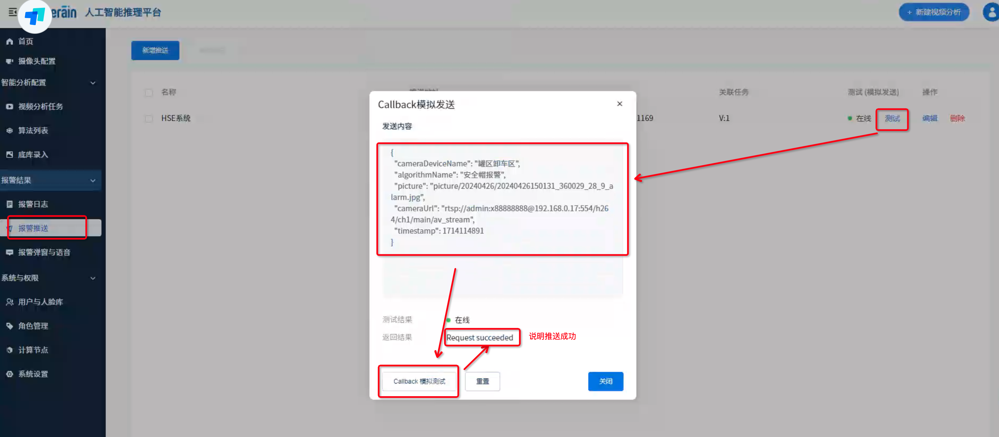 erain 人工智能推理平台
+ 新建视频分析
首页
摄像头配置
智能分析配置
视频分析任务
算法列表
底库录入
报警结果
报警日志
报警推送
报警弹窗与语音
系统与权限
用户与人脸库
角色管理
计算节点
系统设置
新增推送
名称 关联任务 测试 (模拟发送) 操作
HSE系统 1169 V:1 在线 测试 编辑 删除
Callback模拟发送
发送内容
{
"cameraDeviceName": "罐区卸车区",
"algorithmName": "安全帽报警",
"picture": "picture/20240426/20240426150131_360029_28_9_a
larm.jpg",
"cameraUrl": "rtsp://admin:x88888888@192.168.0.17:554/h26
4/ch1/main/av_stream",
"timestamp": 1714114891
}
测试结果 在线
返回结果 Request succeeded 说明推送成功
Callback 模拟测试 重置 关闭